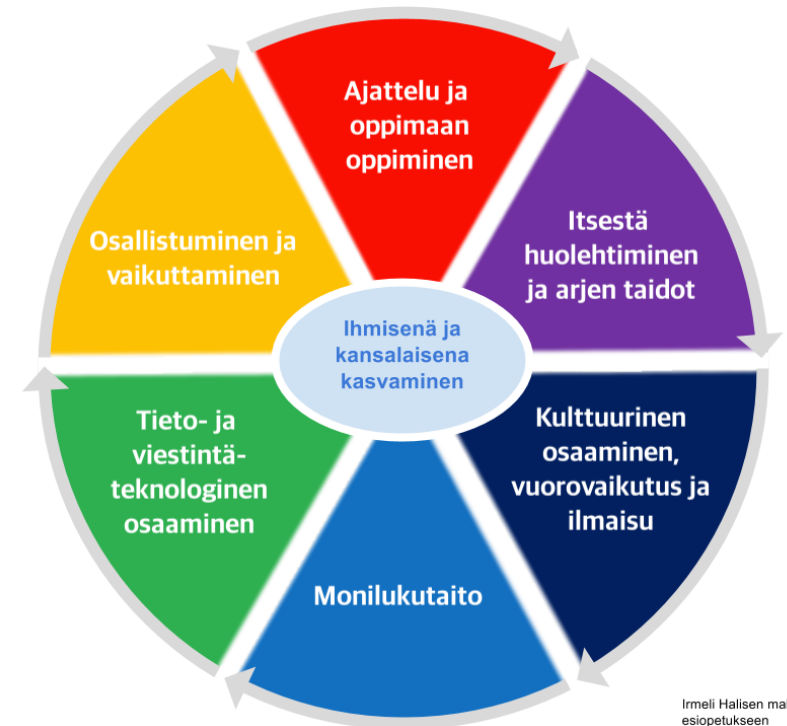 Ajattelu ja
oppimaan
oppiminen
Itsestä
huolehtiminen
ja arjen taidot
Kulttuurinen
osaaminen,
vuorovaikutus ja
ilmaisu
Monilukutaito
Tieto- ja
viestintä-
teknologinen
osaaminen
Osallistuminen ja
vaikuttaminen
Ihmisenä ja
kansalaisena
kasvaminen
Irmeli Halisen
esiopetukseen